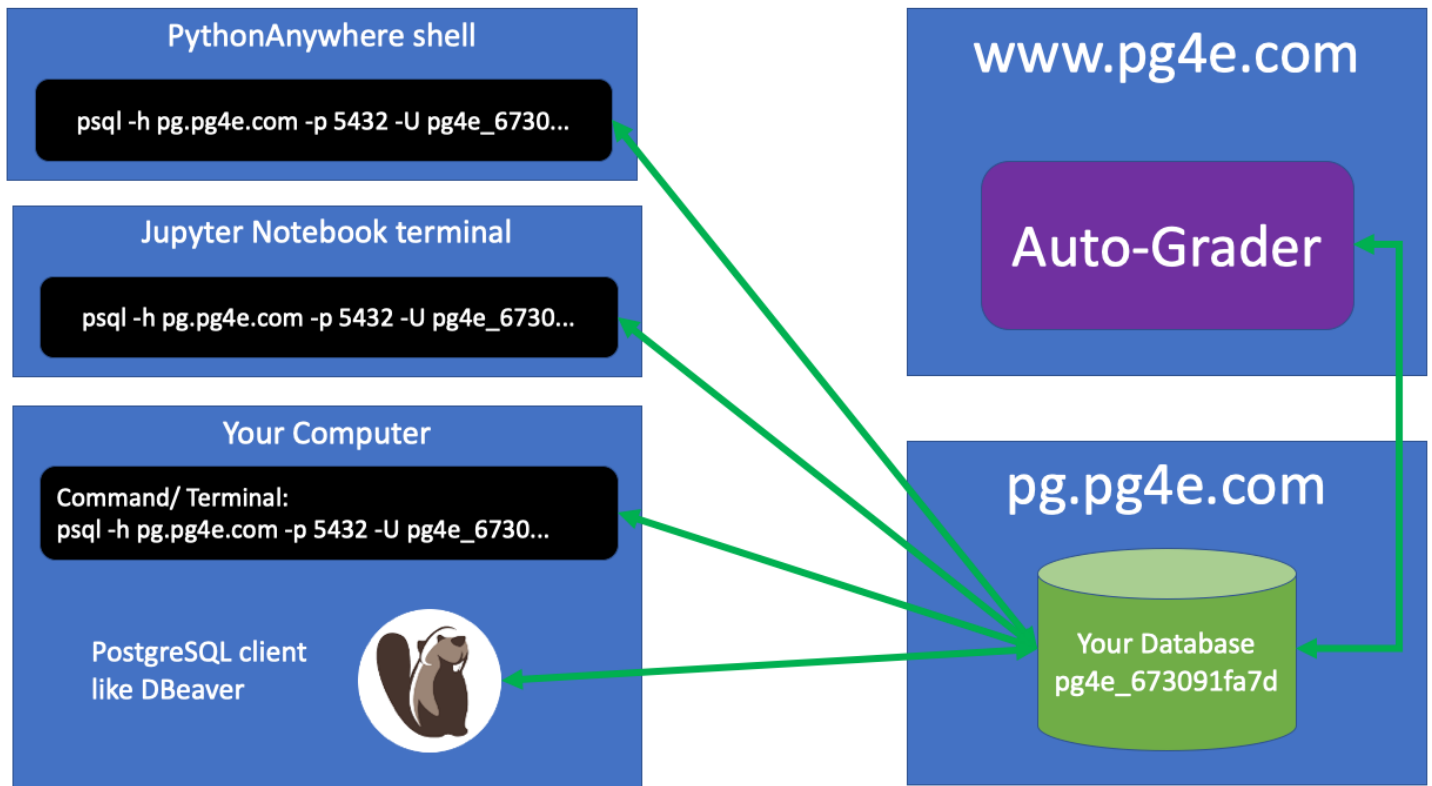 PythonAnywhere shell
psql -h pg.pg4e.com -p 5432 -U pg4e_6730...
Jupyter Notebook terminal
psql -h pg.pg4e.com -p 5432 -U pg4e_6730...
Your Computer
Command/ Terminal:
psql -h pg.pg4e.com -p 5432 -U pg4e_6730...
PostgreSQL client
like DBeaver
www.pg4e.com
Auto-Grader
pg.pg4e.com
Your Database
pg4e_673091fa7d